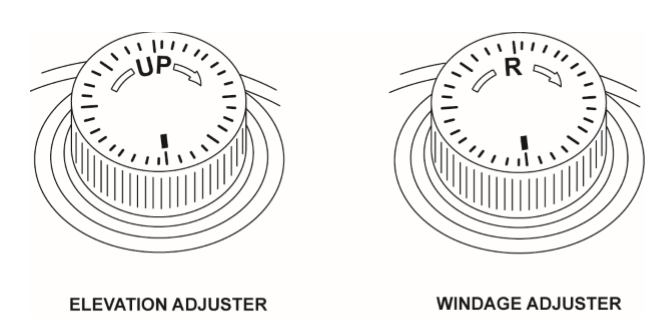 UP
R
ELEVATION ADJUSTER
WINDAGE ADJUSTER